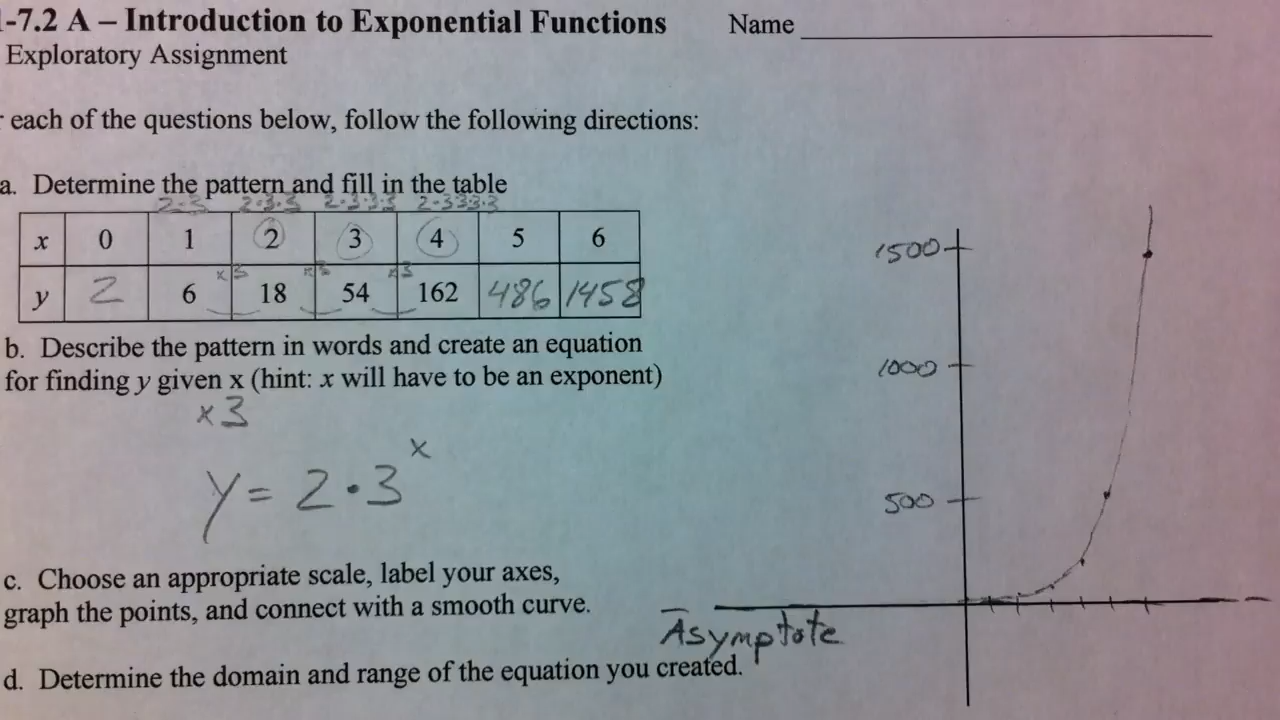 -7.2 A – Introduction to Exponential Functions Name
Exploratory Assignment
each of the questions below, follow the following directions:
a. Determine the pattern and fill in the table
2·3 2·3·3 2·3·3·3 2·3·3·3·3
x 0 1 2 3 4 5 6
×3 ×3 ×3
y 2 6 18 54 162 486 1458
b. Describe the pattern in words and create an equation
for finding y given x (hint: x will have to be an exponent)
×3
y = 2·3^x
c. Choose an appropriate scale, label your axes,
graph the points, and connect with a smooth curve.
d. Determine the domain and range of the equation you created.
1500
1000
500
Asymptote